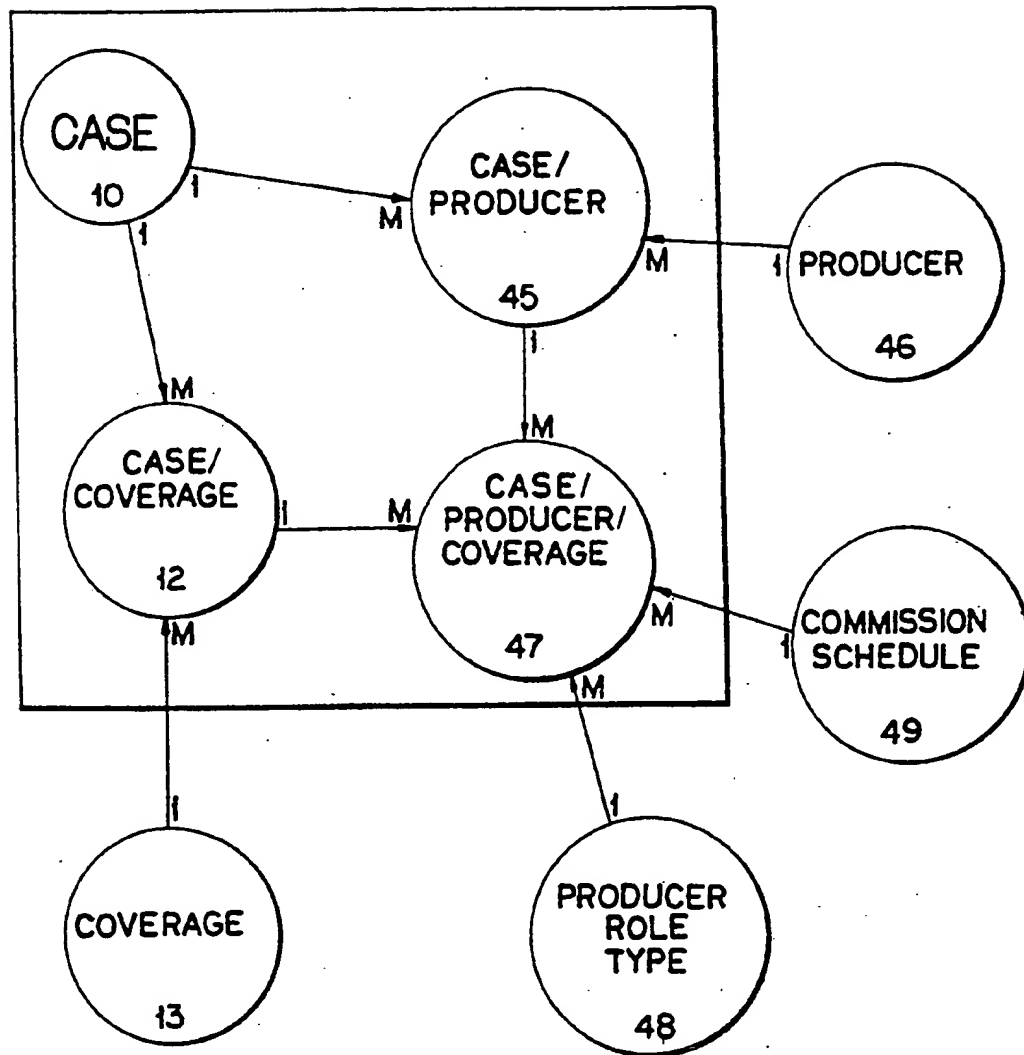 CASE
10
1
1
M
CASE/
PRODUCER
45
M
1
1
PRODUCER
46
M
CASE/
COVERAGE
12
1
M
M
M
CASE/
PRODUCER/
COVERAGE
47
M
M
1
COMMISSION
SCHEDULE
49
1
COVERAGE
13
1
PRODUCER
ROLE
TYPE
48